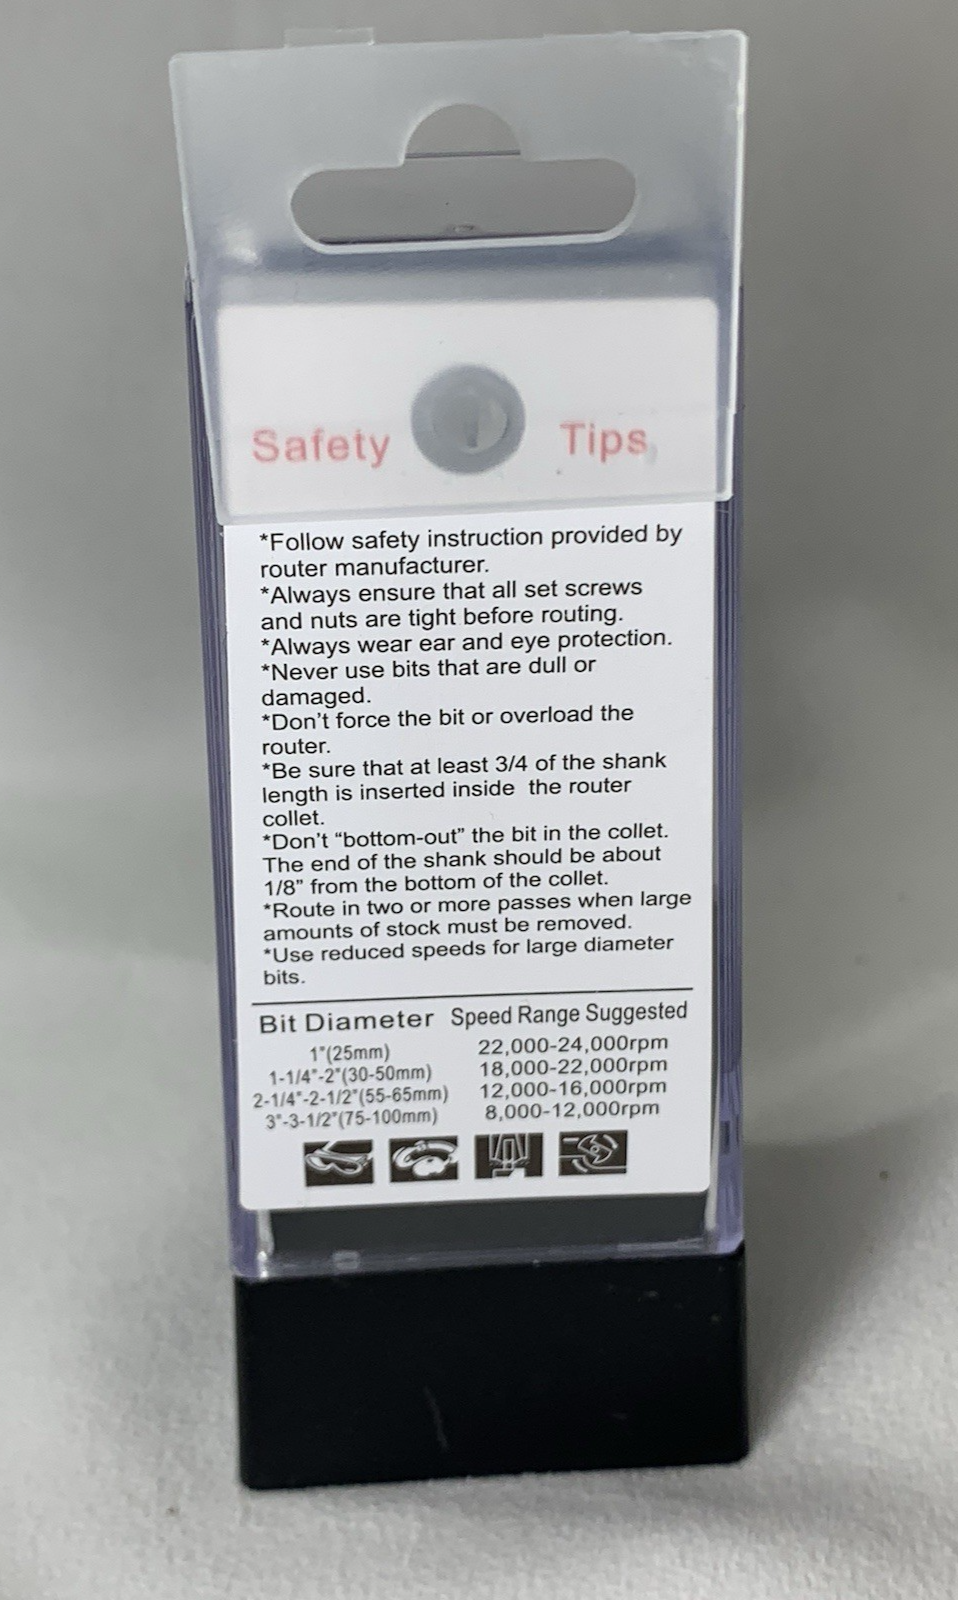 Safety Tips
*Follow safety instruction provided by
router manufacturer.
*Always ensure that all set screws
and nuts are tight before routing.
*Always wear ear and eye protection.
*Never use bits that are dull or
damaged.
*Don't force the bit or overload the
router.
*Be sure that at least 3/4 of the shank
length is inserted inside the router
collet.
*Don't “bottom-out” the bit in the collet.
The end of the shank should be about
1/8” from the bottom of the collet.
*Route in two or more passes when large
amounts of stock must be removed.
*Use reduced speeds for large diameter
bits.
Bit Diameter Speed Range Suggested
1"(25mm) 22,000-24,000rpm
1-1/4"-2"(30-50mm) 18,000-22,000rpm
2-1/4"-2-1/2"(55-65mm) 12,000-16,000rpm
3"-3-1/2"(75-100mm) 8,000-12,000rpm